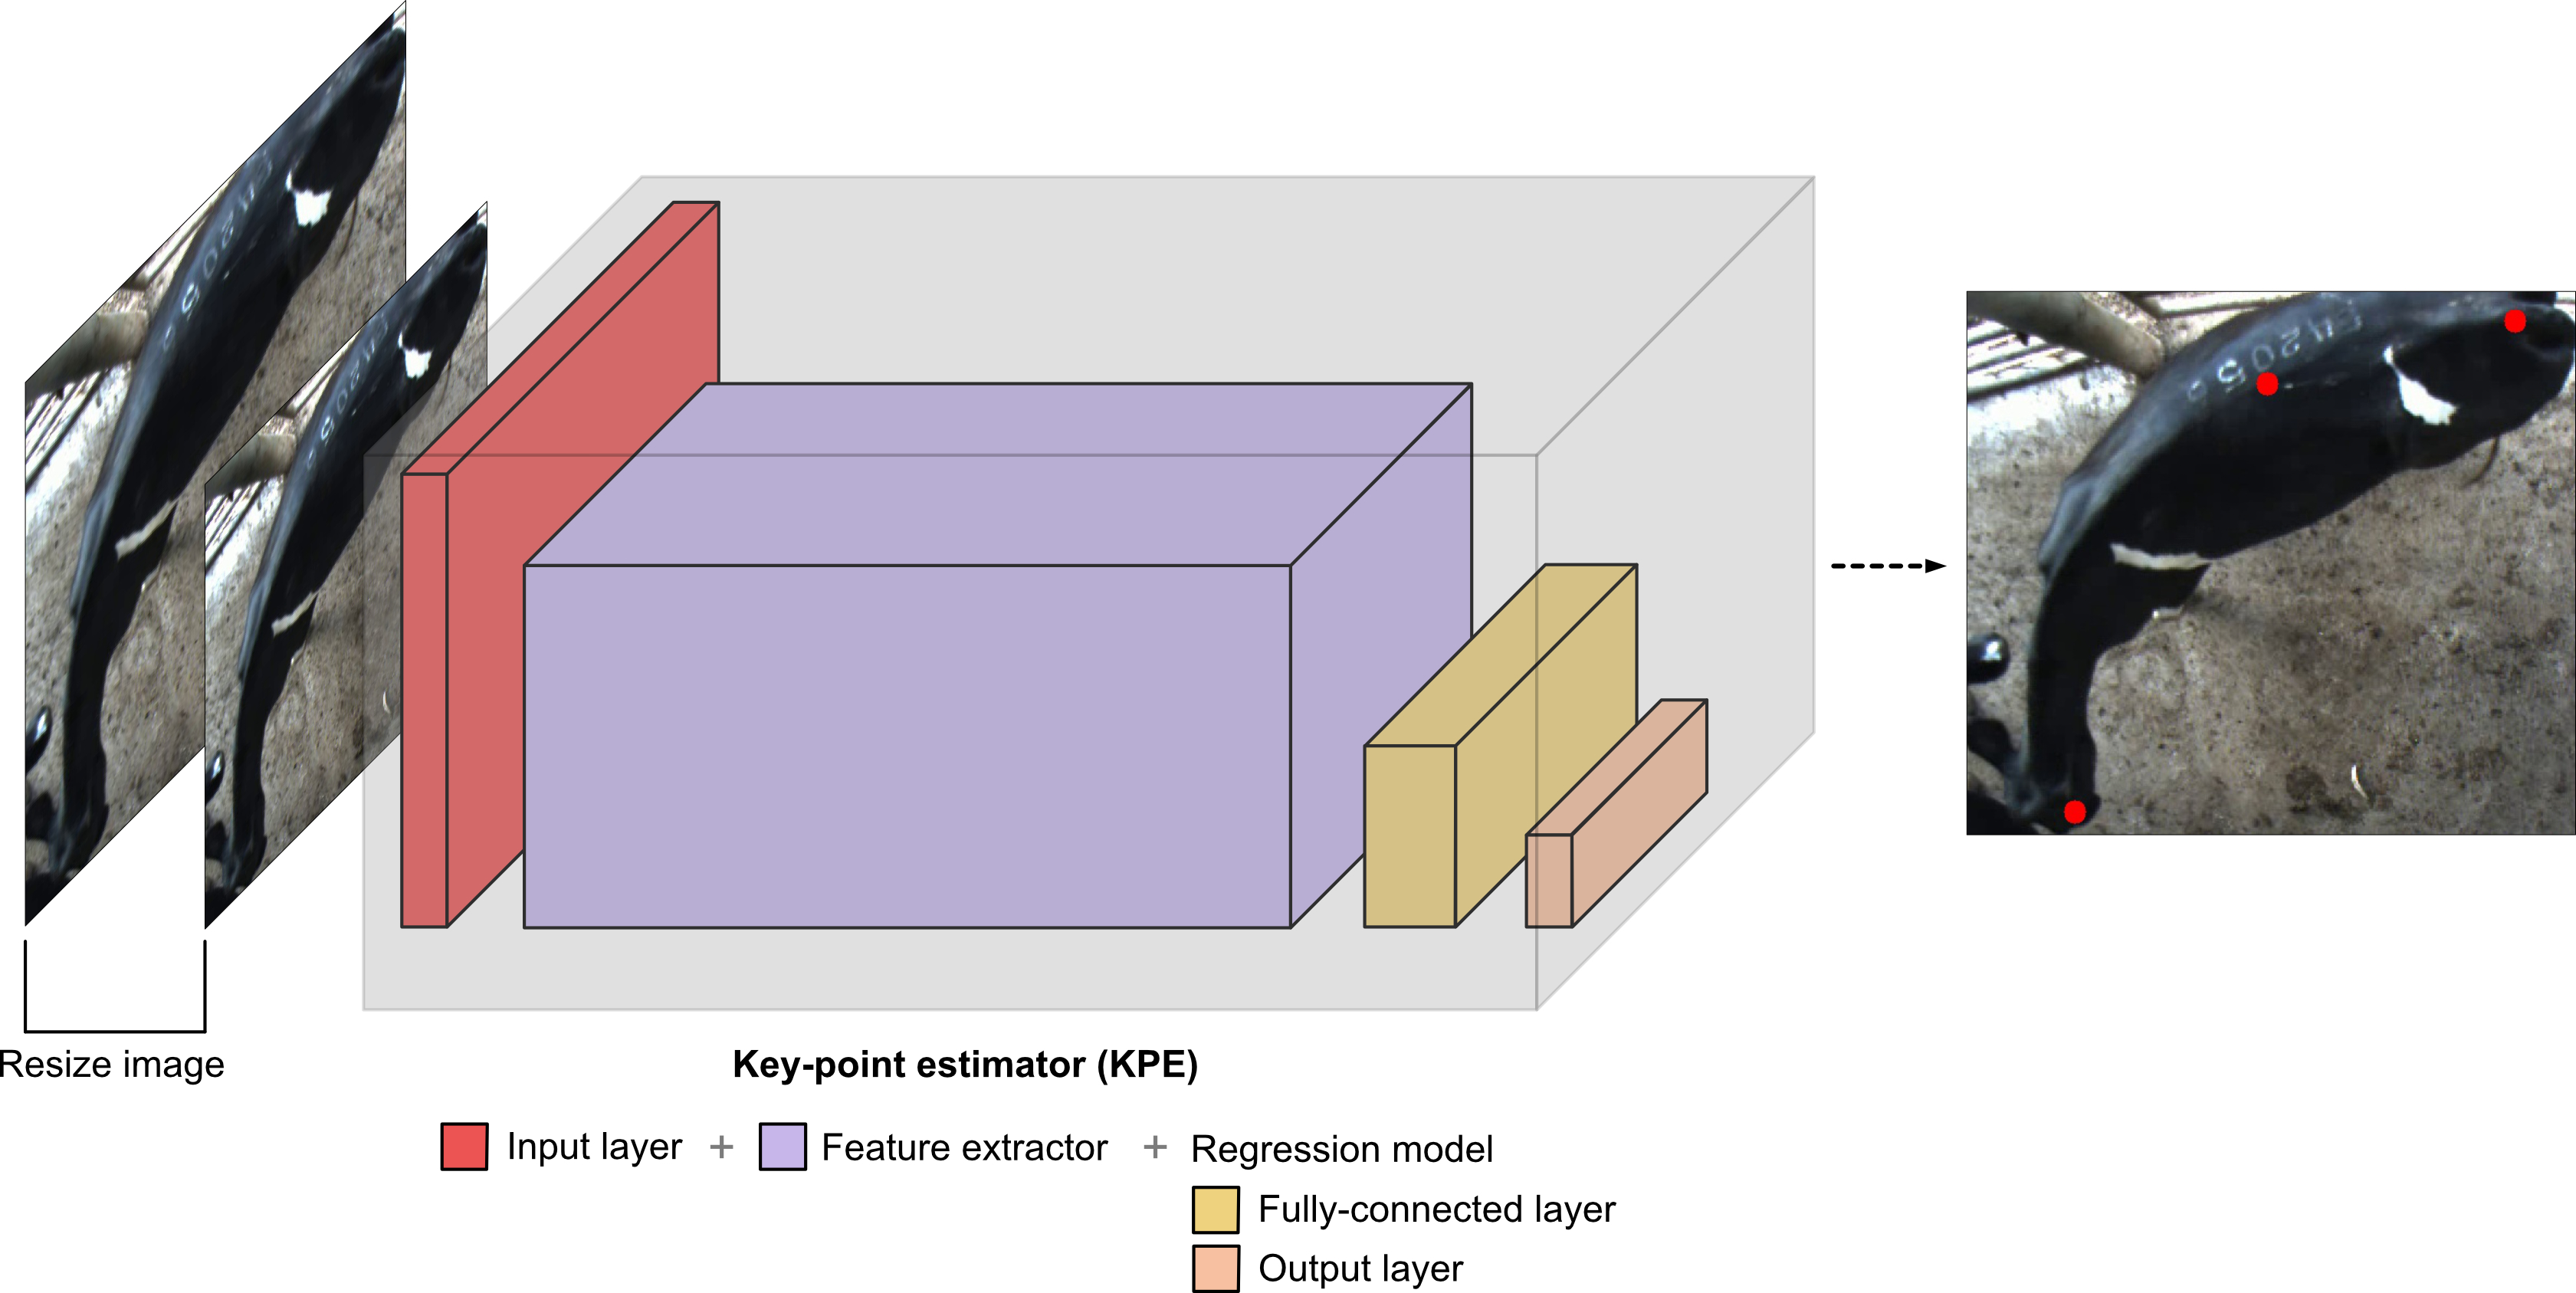 Resize image
Key-point estimator (KPE)
Input layer + Feature extractor + Regression model
Fully-connected layer
Output layer